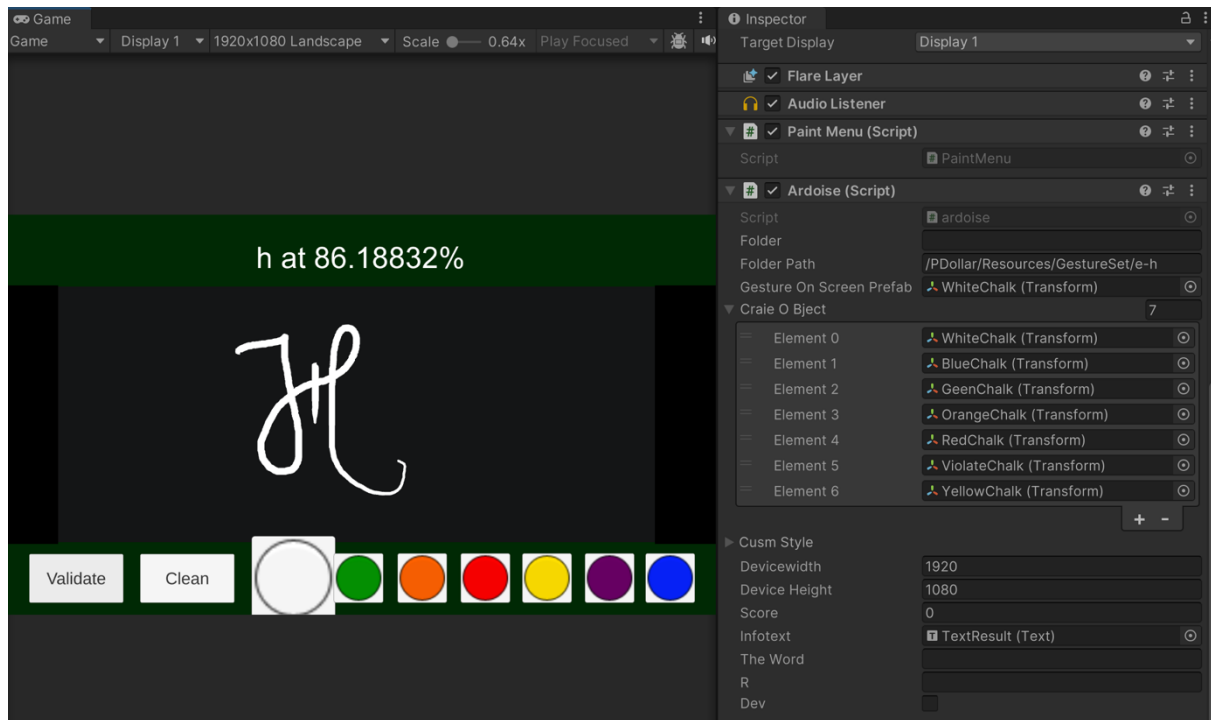 Game
Game Display 1 1920x1080 Landscape Scale 0.64x Play Focused
h at 86.18832%
H
Validate Clean
Inspector
Target Display Display 1
Flare Layer
Audio Listener
# Paint Menu (Script)
Script # PaintMenu
# Ardoise (Script)
Script # ardoise
Folder
Folder Path /PDollar/Resources/GestureSet/e-h
Gesture On Screen Prefab WhiteChalk (Transform)
Craie O Bject 7
Element 0 WhiteChalk (Transform)
Element 1 BlueChalk (Transform)
Element 2 GeenChalk (Transform)
Element 3 OrangeChalk (Transform)
Element 4 RedChalk (Transform)
Element 5 ViolateChalk (Transform)
Element 6 YellowChalk (Transform)
+ -
Cusm Style
Devicewidth 1920
Device Height 1080
Score 0
Infotext T TextResult (Text)
The Word
R
Dev